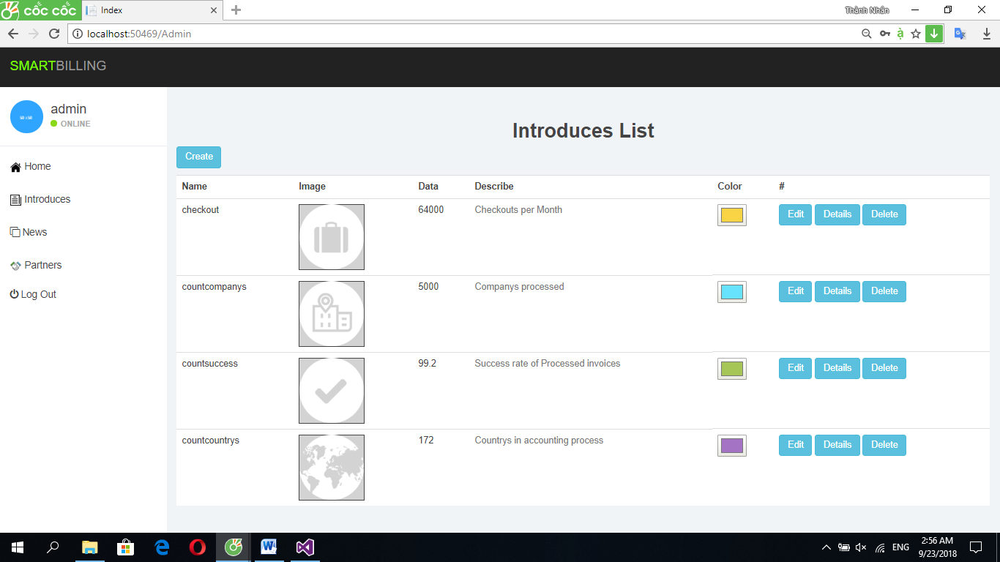 CỐC CỐC Index Thành Nhân
localhost:50469/Admin
SMARTBILLING
50 x 50
admin
ONLINE
Home
Introduces
News
Partners
Log Out
Introduces List
Create
Name Image Data Describe Color #
checkout 64000 Checkouts per Month Edit Details Delete
countcompanys 5000 Companys processed Edit Details Delete
countsuccess 99.2 Success rate of Processed invoices Edit Details Delete
countcountrys 172 Countrys in accounting process Edit Details Delete
ENG
2:56 AM
9/23/2018